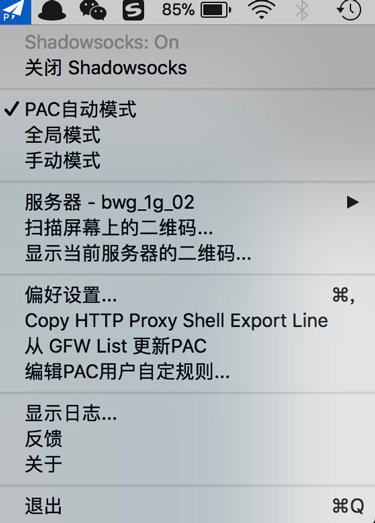 85%
Shadowsocks: On
关闭 Shadowsocks
PAC自动模式
全局模式
手动模式
服务器 - bwg_1g_02
扫描屏幕上的二维码...
显示当前服务器的二维码...
偏好设置... ⌘,
Copy HTTP Proxy Shell Export Line
从 GFW List 更新PAC
编辑PAC用户自定规则...
显示日志...
反馈
关于
退出 ⌘Q